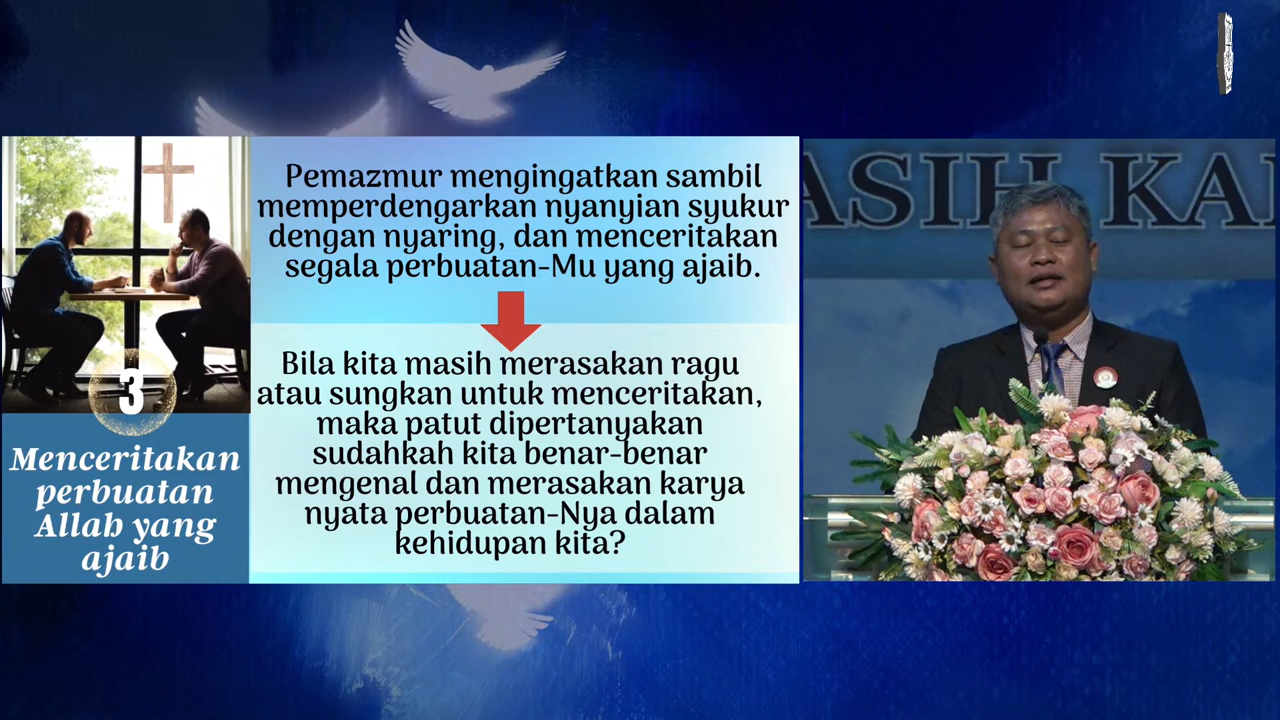 Pemazmur mengingatkan sambil
memperdengarkan nyanyian syukur
dengan nyaring, dan menceritakan
segala perbuatan-Mu yang ajaib.
Bila kita masih merasakan ragu
atau sungkan untuk menceritakan,
maka patut dipertanyakan
sudahkah kita benar-benar
mengenal dan merasakan karya
nyata perbuatan-Nya dalam
kehidupan kita?
3
Menceritakan
perbuatan
Allah yang
ajaib
ASIH KA